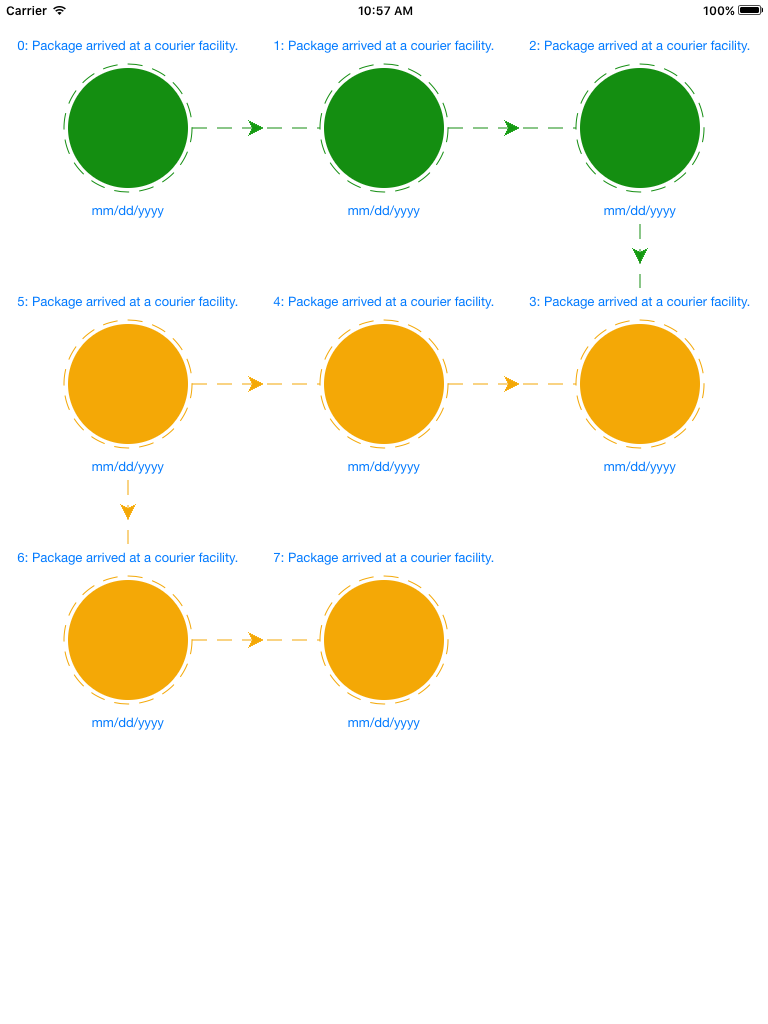 Carrier 10:57 AM 100%
0: Package arrived at a courier facility. 1: Package arrived at a courier facility. 2: Package arrived at a courier facility.
mm/dd/yyyy mm/dd/yyyy mm/dd/yyyy
5: Package arrived at a courier facility. 4: Package arrived at a courier facility. 3: Package arrived at a courier facility.
mm/dd/yyyy mm/dd/yyyy mm/dd/yyyy
6: Package arrived at a courier facility. 7: Package arrived at a courier facility.
mm/dd/yyyy mm/dd/yyyy